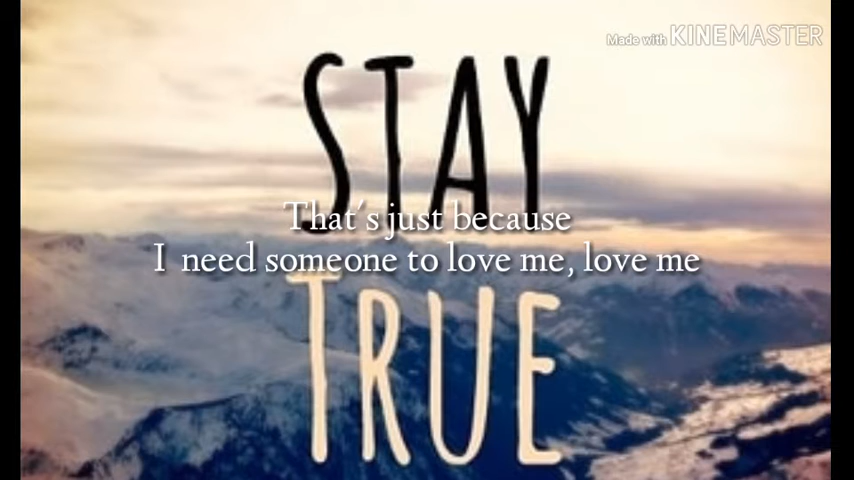 Made with KINEMASTER
STAY
That's just because
I need someone to love me, love me
TRUE